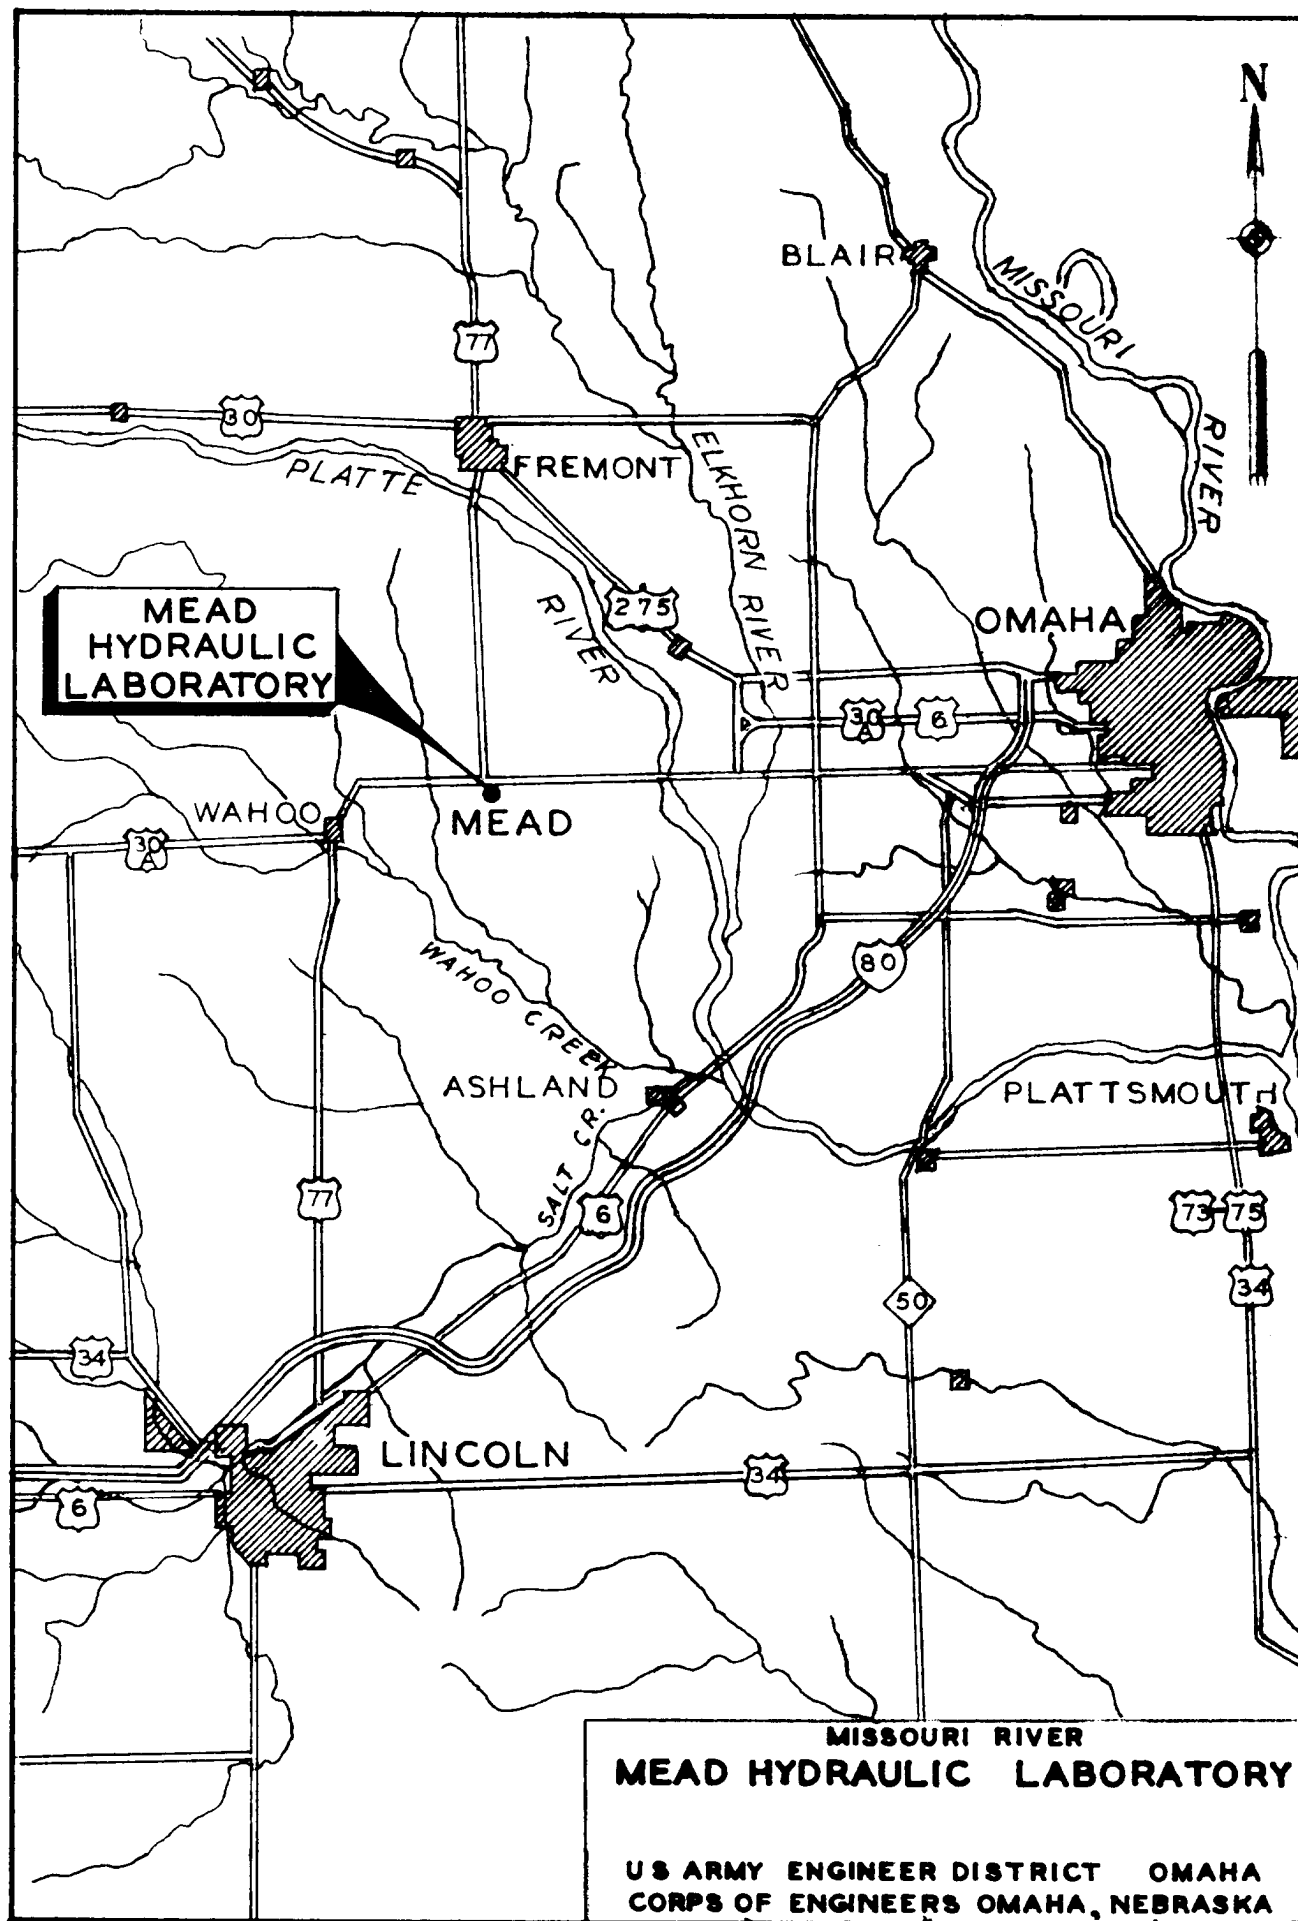 N
BLAIR
MISSOURI
RIVER
77
30
PLATTE
RIVER
FREMONT
ELKHORN RIVER
275
MEAD
HYDRAULIC
LABORATORY
OMAHA
30
A
6
WAHOO
MEAD
30
A
WAHOO CREEK
80
ASHLAND
SALT CR.
PLATTSMOUTH
77
6
73
75
50
34
34
LINCOLN
34
6
MISSOURI RIVER
MEAD HYDRAULIC LABORATORY
US ARMY ENGINEER DISTRICT OMAHA
CORPS OF ENGINEERS OMAHA, NEBRASKA